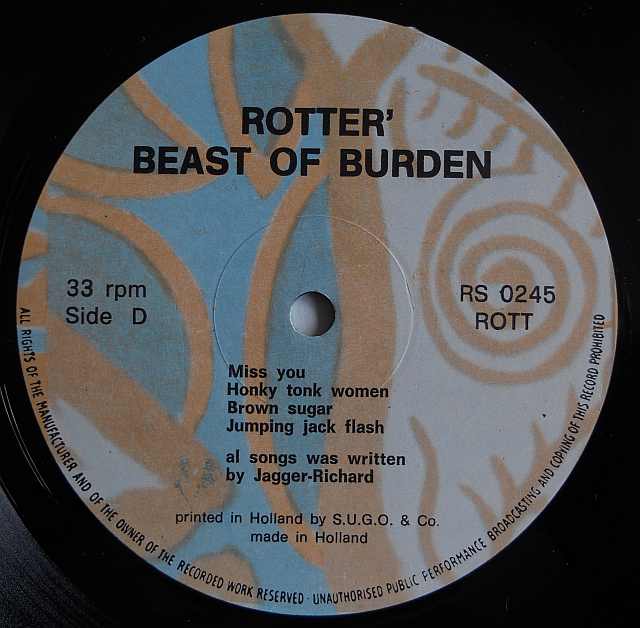 ROTTER'
BEAST OF BURDEN
33 rpm
Side D
RS 0245
ROTT
Miss you
Honky tonk women
Brown sugar
Jumping jack flash
al songs was written
by Jagger-Richard
printed in Holland by S.U.G.O. & Co.
made in Holland
ALL RIGHTS OF THE MANUFACTURER AND OF THE OWNER OF THE RECORDED WORK RESERVED · UNAUTHORISED PUBLIC PERFORMANCE BROADCASTING AND COPYING OF THIS RECORD PROHIBITED